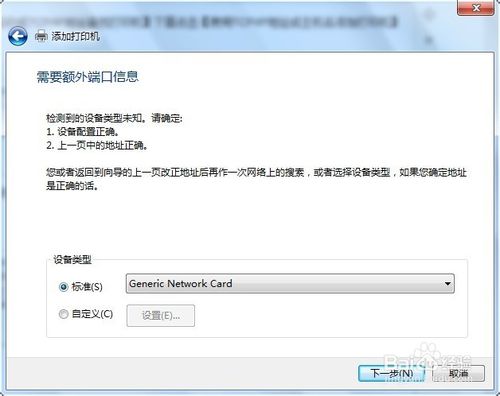 添加打印机
需要额外端口信息
检测到的设备类型未知。请确定:
1. 设备配置正确。
2. 上一页中的地址正确。
您或者返回到向导的上一页改正地址后再作一次网络上的搜素，或者选择设备类型，如果您确定地址
是正确的话。
设备类型
标准(S)
Generic Network Card
自定义(C)
设置(E)...
下一步(N)
取消